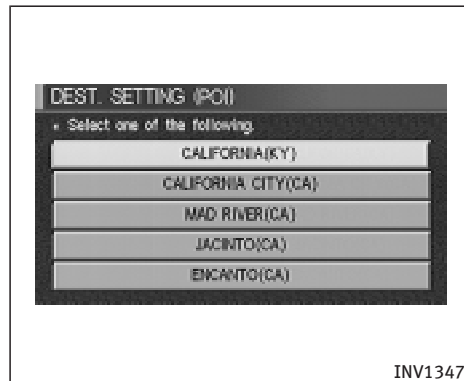 DEST. SETTING (POI)
Select one of the following.
CALIFORNIA(KY)
CALIFORNIA CITY(CA)
MAD RIVER(CA)
JACINTO(CA)
ENCANTO(CA)
INV1347